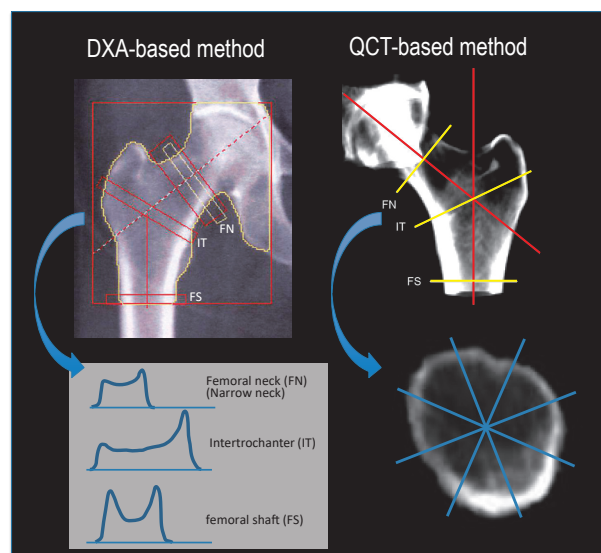 DXA-based method
QCT-based method
FN
IT
FS
FN
IT
FS
Femoral neck (FN)
(Narrow neck)
Intertrochanter (IT)
femoral shaft (FS)